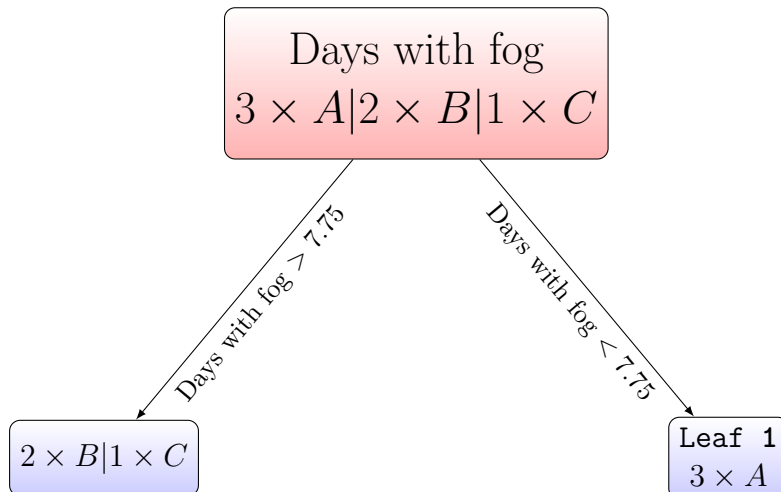 Days with fog
3 × A|2 × B|1 × C
Days with fog > 7.75
Days with fog < 7.75
2 × B|1 × C
Leaf 1
3 × A